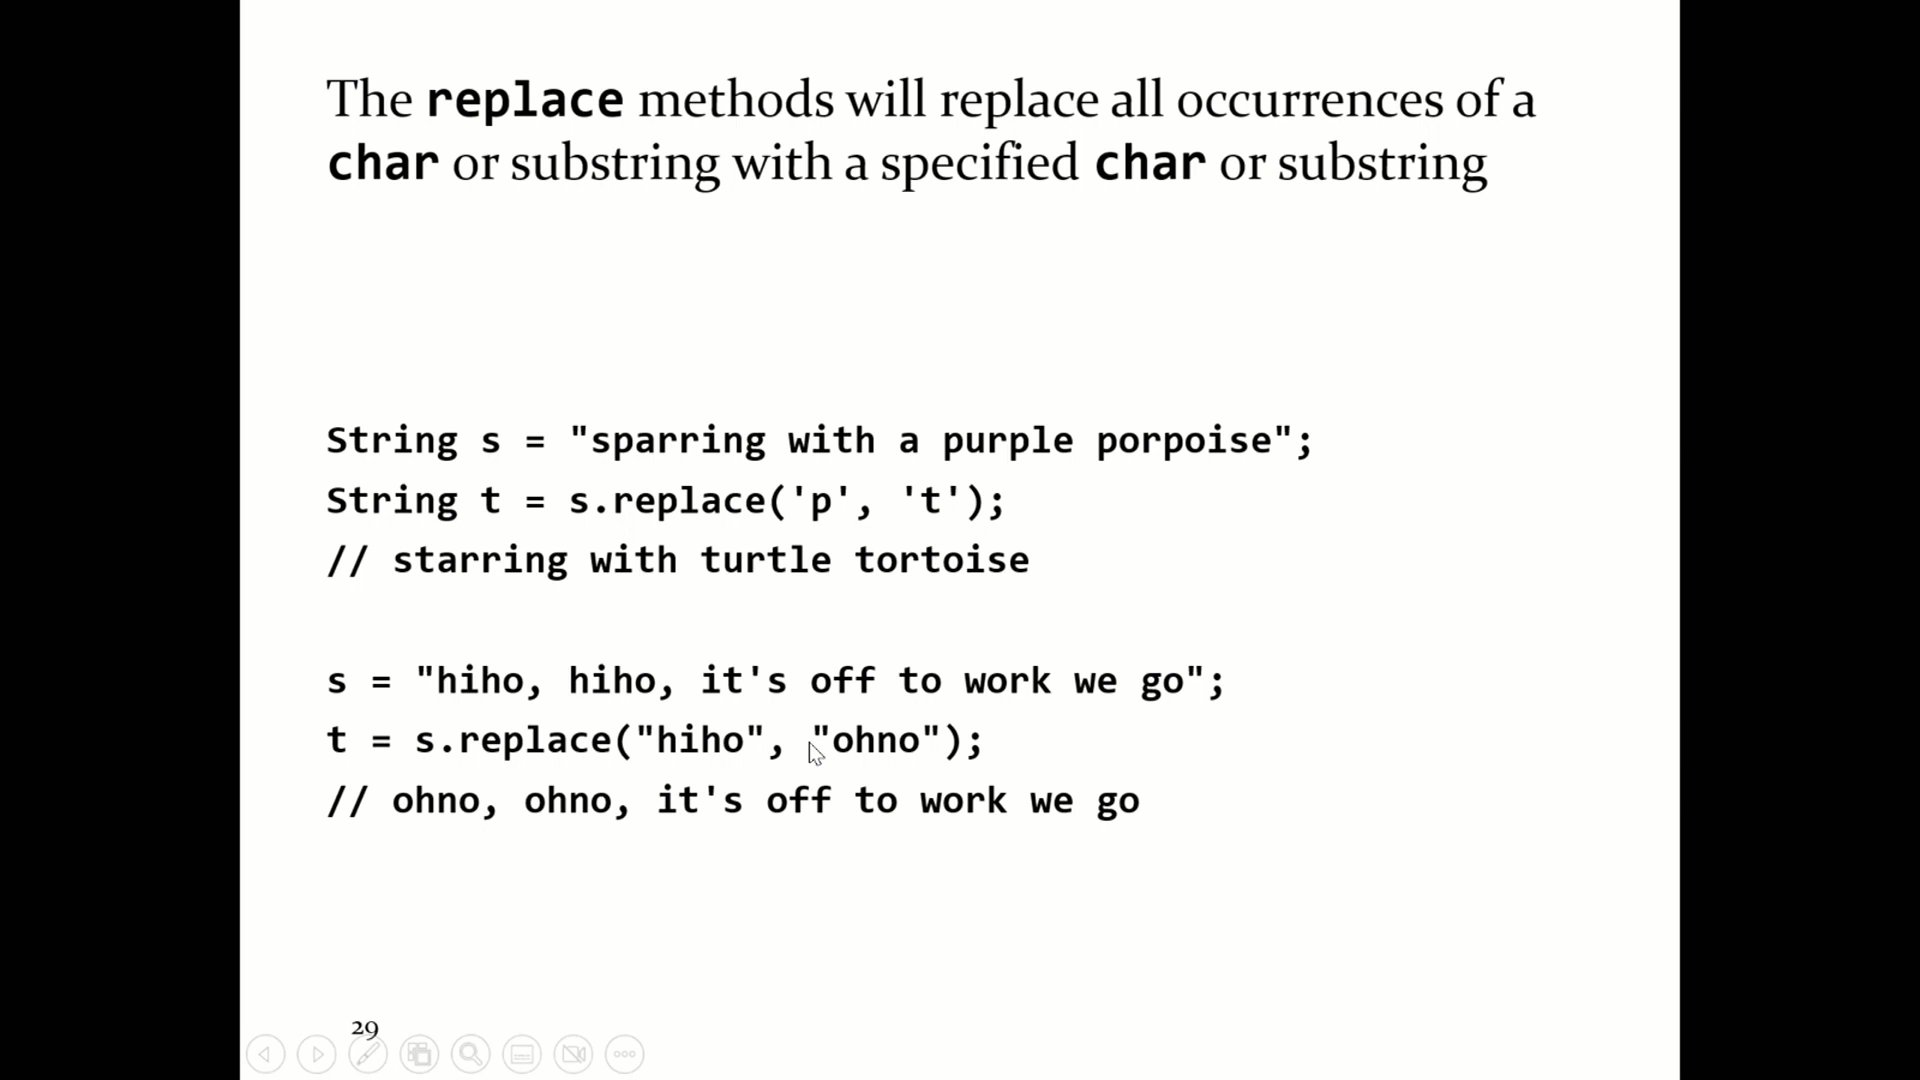 The replace methods will replace all occurrences of a
char or substring with a specified char or substring
String s = "sparring with a purple porpoise";
String t = s.replace('p', 't');
// starring with turtle tortoise
s = "hiho, hiho, it's off to work we go";
t = s.replace("hiho", "ohno");
// ohno, ohno, it's off to work we go
29